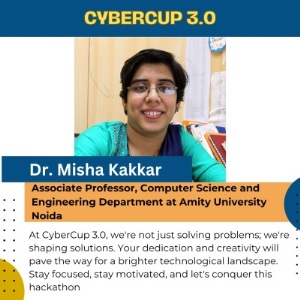 CYBERCUP 3.0
Dr. Misha Kakkar
Associate Professor, Computer Science and
Engineering Department at Amity University
Noida
At CyberCup 3.0, we're not just solving problems; we're
shaping solutions. Your dedication and creativity will
pave the way for a brighter technological landscape.
Stay focused, stay motivated, and let's conquer this
hackathon